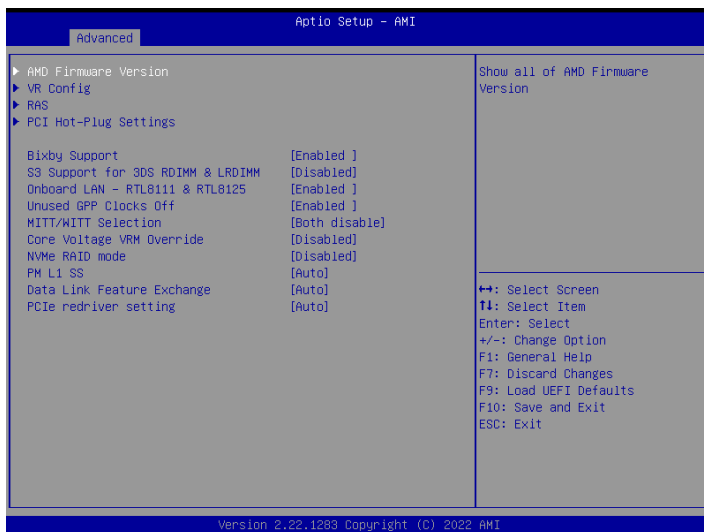 Aptio Setup – AMI
Advanced
AMD Firmware Version
VR Config
RAS
PCI Hot-Plug Settings
Bixby Support [Enabled ]
S3 Support for 3DS RDIMM & LRDIMM [Disabled]
Onboard LAN – RTL8111 & RTL8125 [Enabled ]
Unused GPP Clocks Off [Enabled ]
MITT/WITT Selection [Both disable]
Core Voltage VRM Override [Disabled]
NVMe RAID mode [Disabled]
PM L1 SS [Auto]
Data Link Feature Exchange [Auto]
PCIe redriver setting [Auto]
Show all of AMD Firmware
Version
↔: Select Screen
↑↓: Select Item
Enter: Select
+/-: Change Option
F1: General Help
F7: Discard Changes
F9: Load UEFI Defaults
F10: Save and Exit
ESC: Exit
Version 2.22.1283 Copyright (C) 2022 AMI